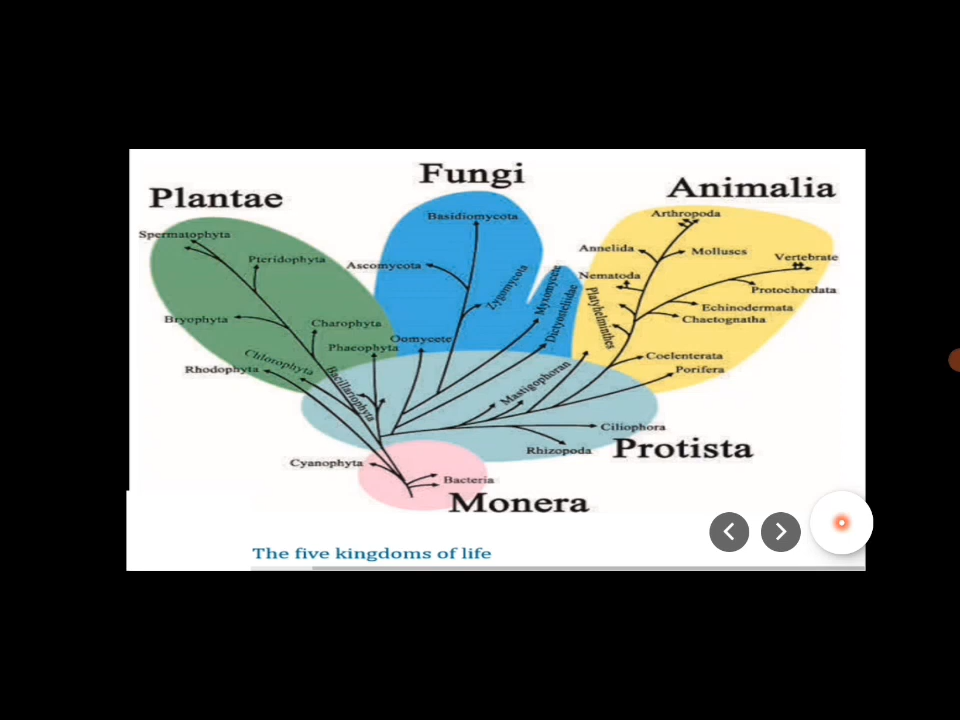 Fungi
Plantae
Animalia
Basidiomycota
Arthropoda
Spermatophyta
Annelida
Molluscs
Pteridophyta
Ascomycota
Vertebrate
Nematoda
Zygomycota
Myxomycete
Protochordata
Dictyosteliidae
Platyhelminthes
Echinodermata
Bryophyta
Charophyta
Chaetognatha
Oomycete
Phaeophyta
Chlorophyta
Coelenterata
Rhodophyta
Bacillariophyta
Mastigophoran
Porifera
Ciliophora
Rhizopoda
Protista
Cyanophyta
Bacteria
Monera
The five kingdoms of life